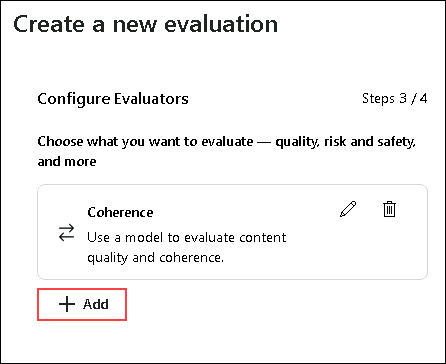 Create a new evaluation
Configure Evaluators
Steps 3 / 4
Choose what you want to evaluate — quality, risk and safety,
and more
Coherence
Use a model to evaluate content
quality and coherence.
Add